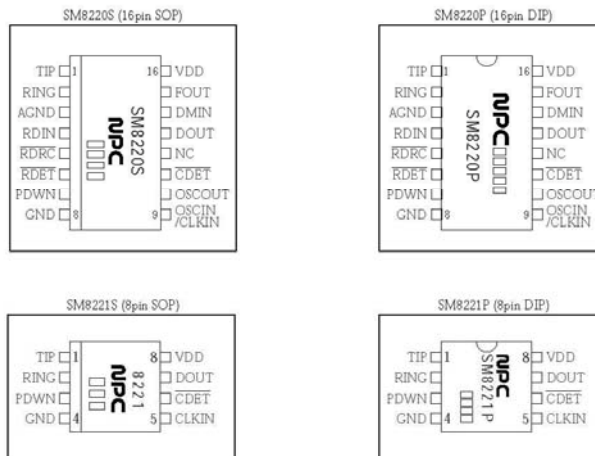 SM8220S (16pin SOP)
TIP 1 16 VDD
RING FOUT
AGND DMIN
RDIN DOUT
RDRC NC
RDET CDET
PDWN OSCOUT
GND 8 9 OSCIN
/CLKIN
NPC
SM8220S
SM8220P (16pin DIP)
TIP 1 16 VDD
RING FOUT
AGND DMIN
RDIN DOUT
RDRC NC
RDET CDET
PDWN OSCOUT
GND 8 9 OSCIN
/CLKIN
NPC
SM8220P
SM8221S (8pin SOP)
TIP 1 8 VDD
RING DOUT
PDWN CDET
GND 4 5 CLKIN
NPC
8221
SM8221P (8pin DIP)
TIP 1 8 VDD
RING DOUT
PDWN CDET
GND 4 5 CLKIN
NPC
SM8221P